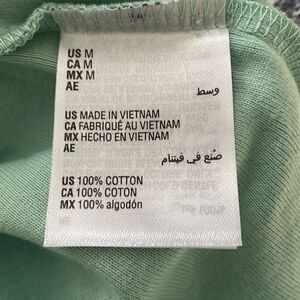 US M
CA M
MX M
AE
وسط
US MADE IN VIETNAM
CA FABRIQUÉ AU VIETNAM
MX HECHO EN VIETNAM
AE
صُنع في فيتنام
US 100% COTTON
CA 100% COTON
MX 100% algodón